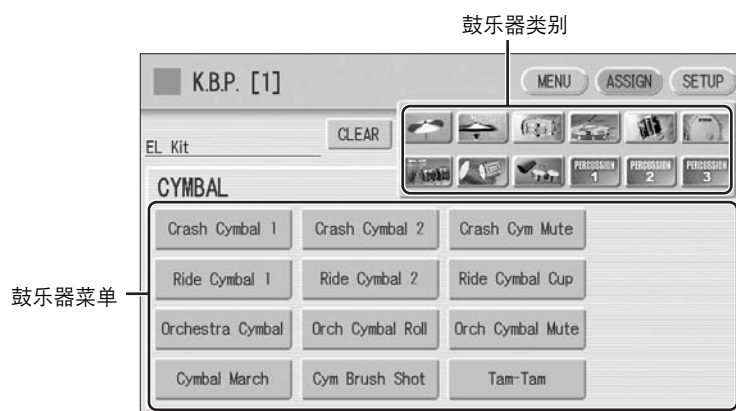 鼓乐器类别
K.B.P. [1]
MENU ASSIGN SETUP
EL Kit
CLEAR
PERCUSSION 1 PERCUSSION 2 PERCUSSION 3
CYMBAL
Crash Cymbal 1 Crash Cymbal 2 Crash Cym Mute
鼓乐器菜单
Ride Cymbal 1 Ride Cymbal 2 Ride Cymbal Cup
Orchestra Cymbal Orch Cymbal Roll Orch Cymbal Mute
Cymbal March Cym Brush Shot Tam-Tam